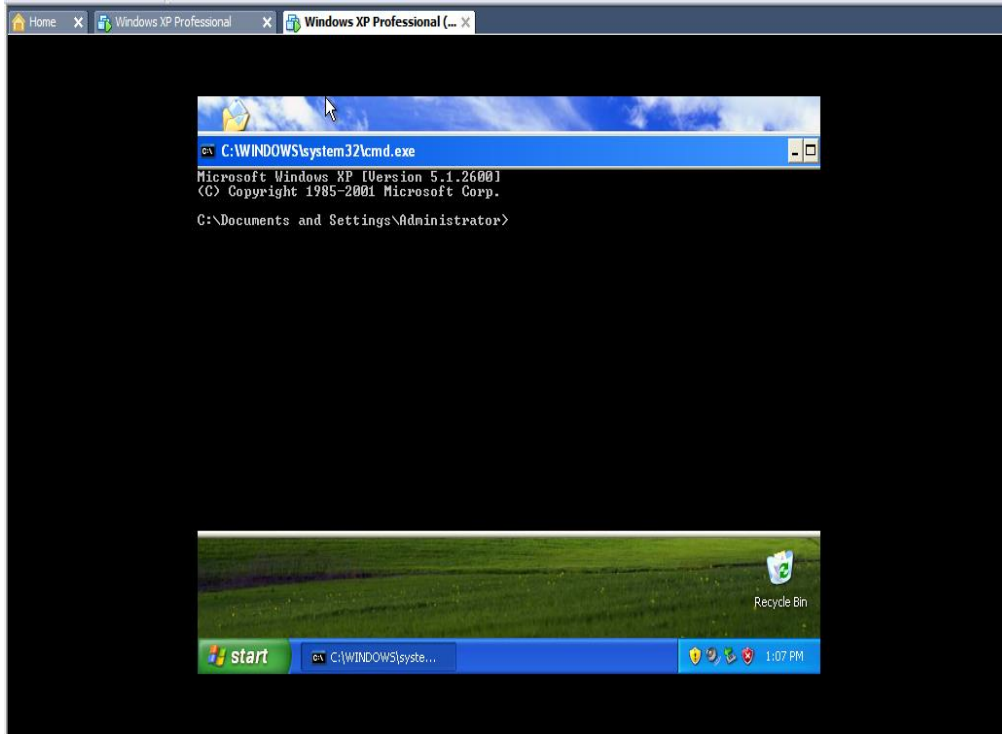 Home
Windows XP Professional
Windows XP Professional (...
C:\WINDOWS\system32\cmd.exe
Microsoft Windows XP [Version 5.1.2600]
(C) Copyright 1985-2001 Microsoft Corp.
C:\Documents and Settings\Administrator>
Recycle Bin
start
C:\WINDOWS\syste...
1:07 PM